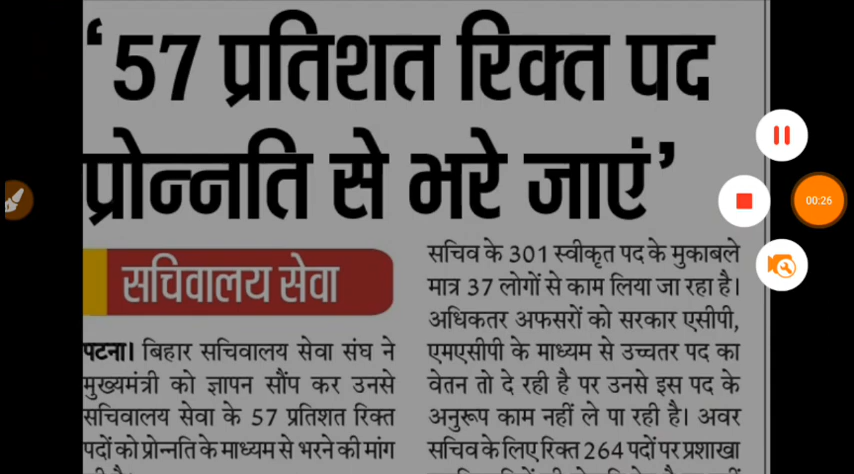 ‘57 प्रतिशत रिक्त पद
प्रोन्नति से भरे जाएं’
सचिवालय सेवा
पटना। बिहार सचिवालय सेवा संघ ने
मुख्यमंत्री को ज्ञापन सौंप कर उनसे
सचिवालय सेवा के 57 प्रतिशत रिक्त
पदों को प्रोन्नति के माध्यम से भरने की मांग
सचिव के 301 स्वीकृत पद के मुकाबले
मात्र 37 लोगों से काम लिया जा रहा है।
अधिकतर अफसरों को सरकार एसीपी,
एमएसीपी के माध्यम से उच्चतर पद का
वेतन तो दे रही है पर उनसे इस पद के
अनुरूप काम नहीं ले पा रही है। अवर
सचिव के लिए रिक्त 264 पदों पर प्रशाखा
00:26